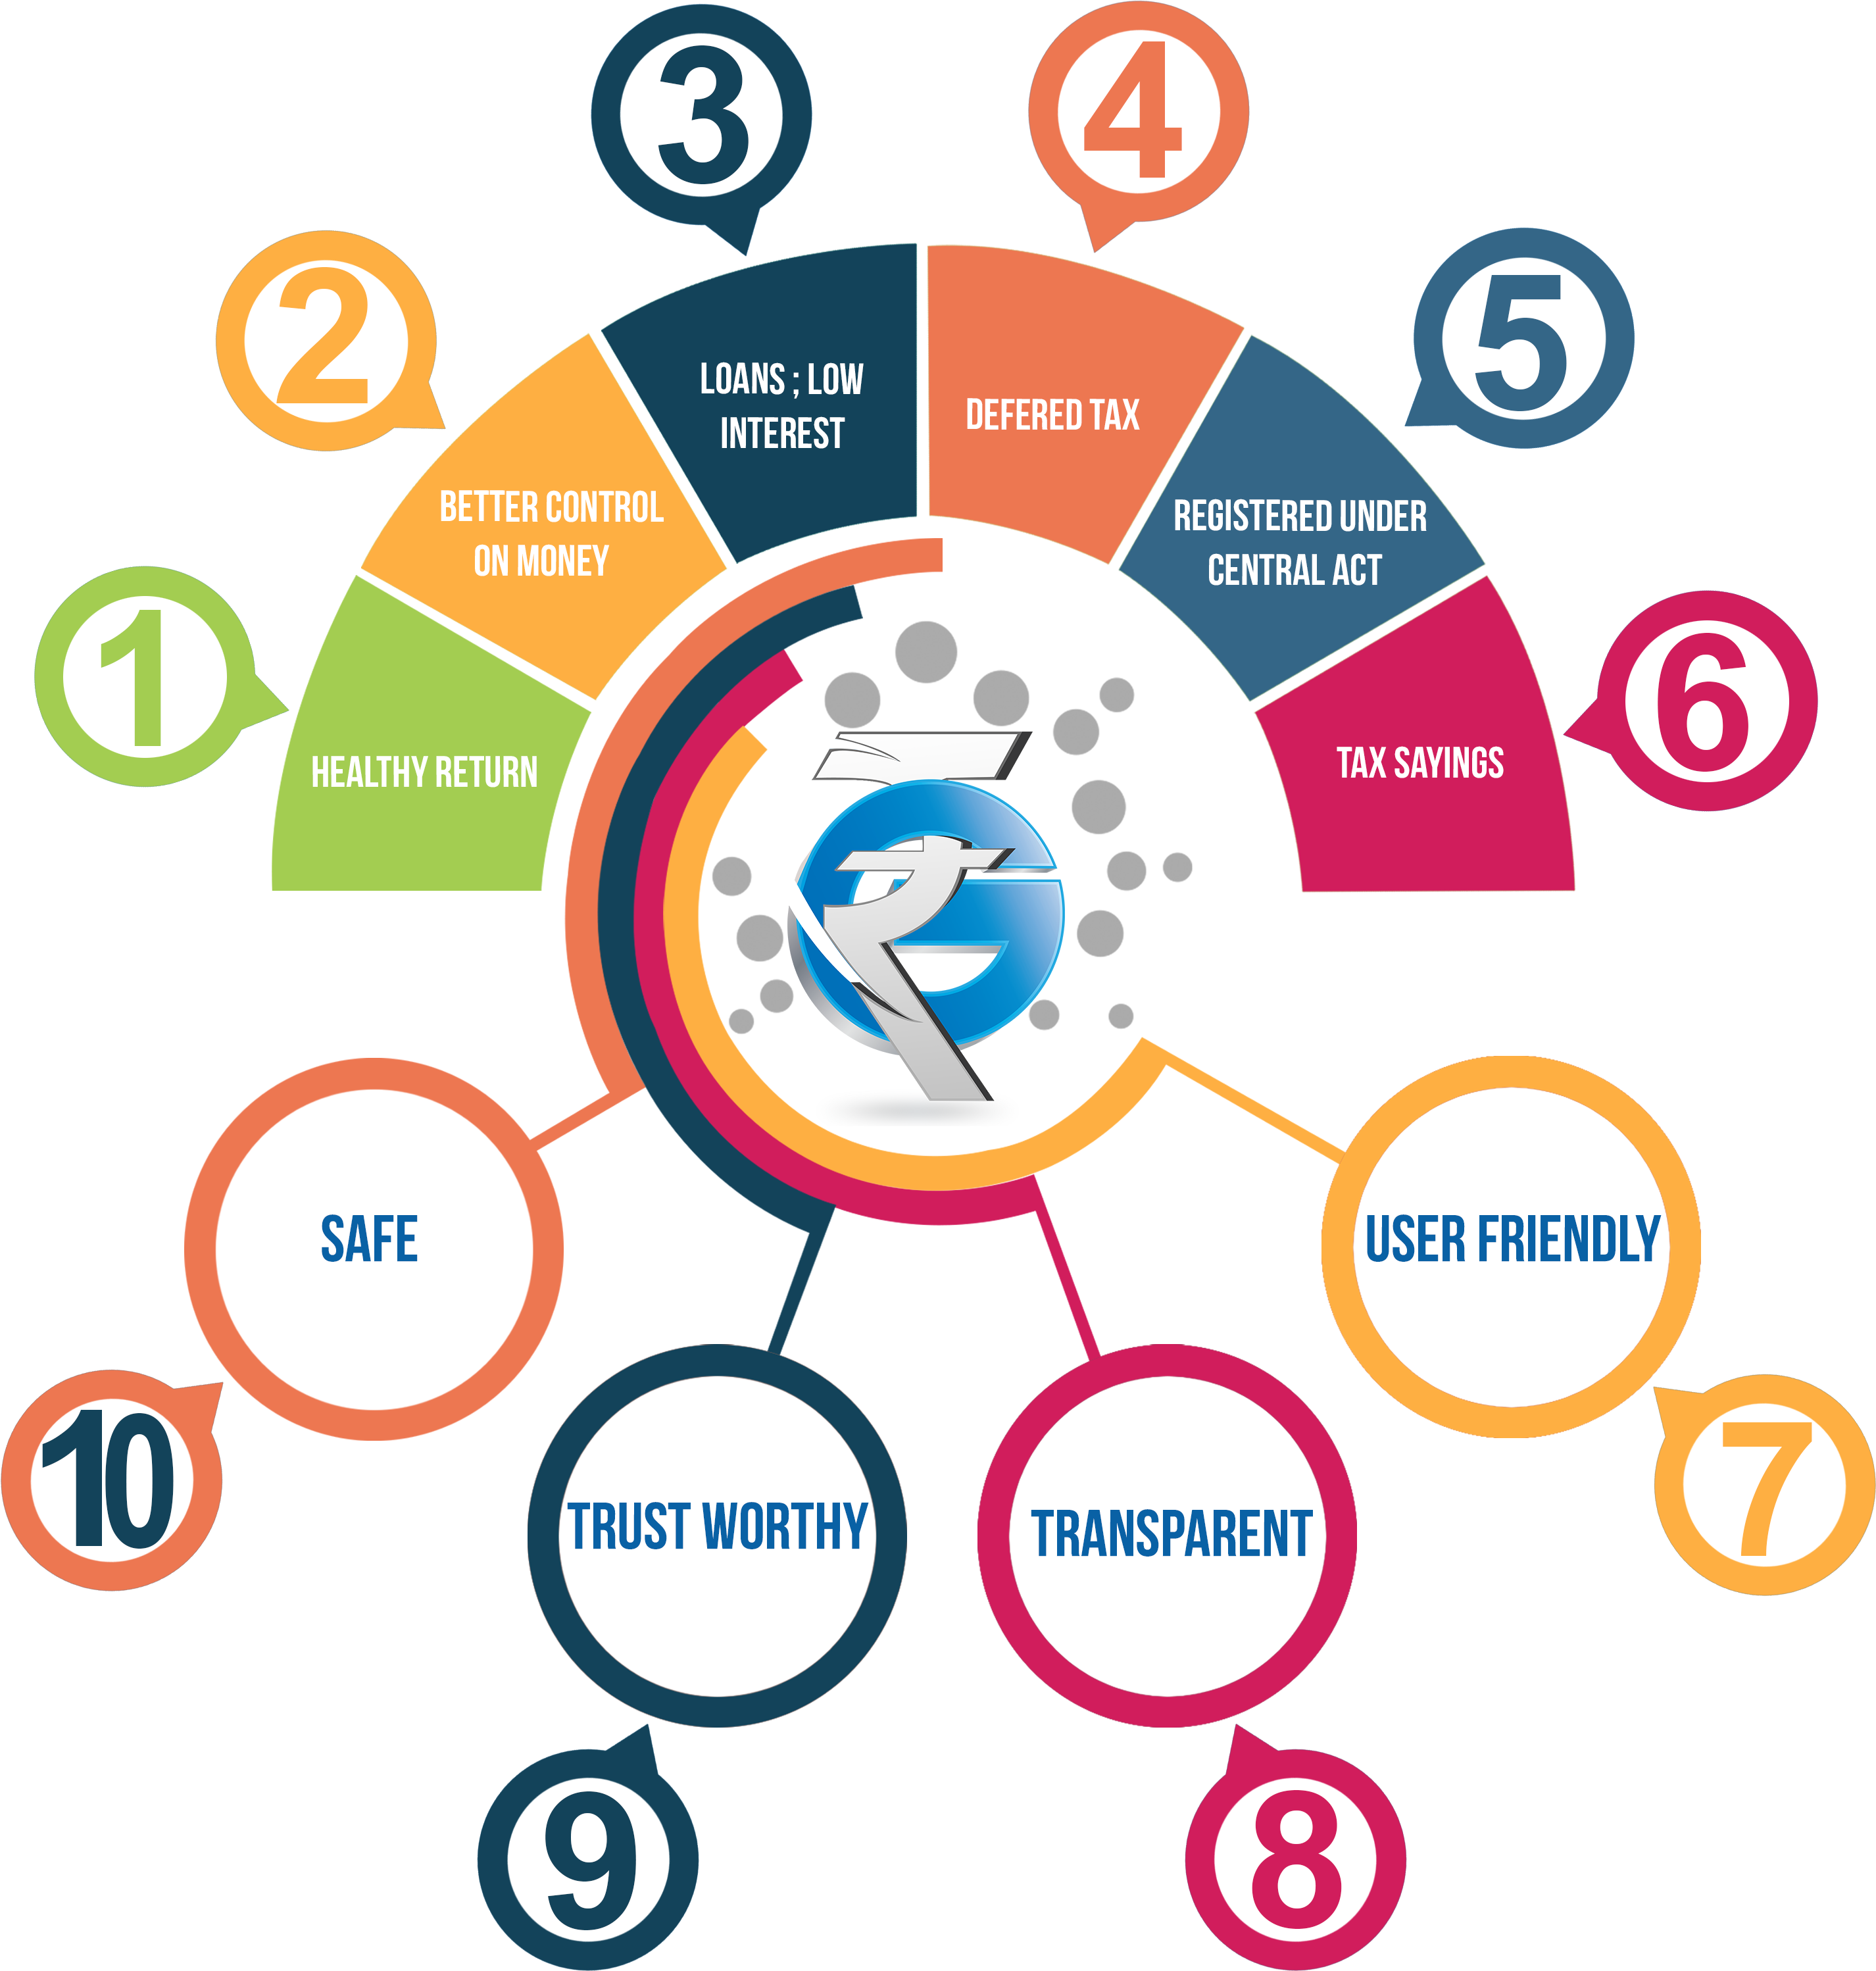 1
HEALTHY RETURN
2
BETTER CONTROL
ON MONEY
3
LOANS ; LOW
INTEREST
4
DEFERED TAX
5
REGISTERED UNDER
CENTRAL ACT
6
TAX SAYINGS
7
USER FRIENDLY
8
TRANSPARENT
9
TRUST WORTHY
10
SAFE